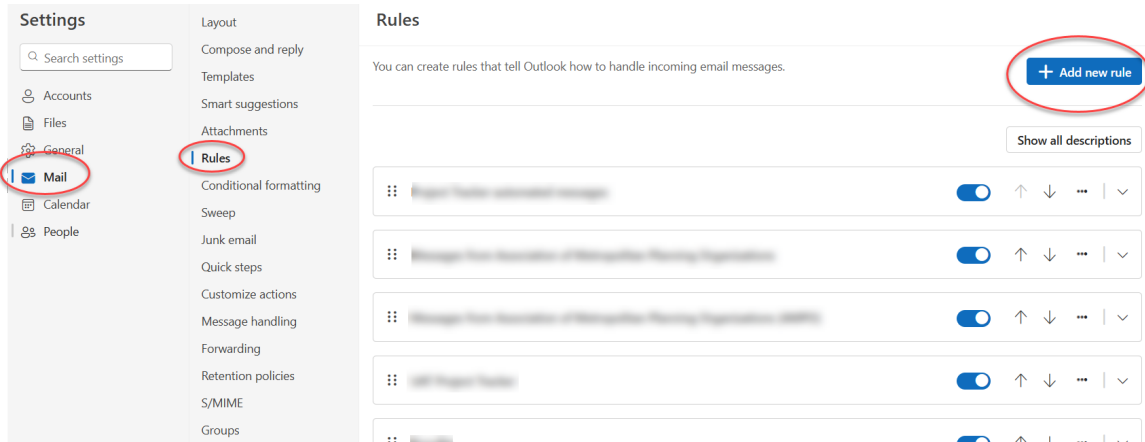 Settings
Search settings
Accounts
Files
General
Mail
Calendar
People
Layout
Compose and reply
Templates
Smart suggestions
Attachments
Rules
Conditional formatting
Sweep
Junk email
Quick steps
Customize actions
Message handling
Forwarding
Retention policies
S/MIME
Groups
Rules
You can create rules that tell Outlook how to handle incoming email messages.
Add new rule
Show all descriptions